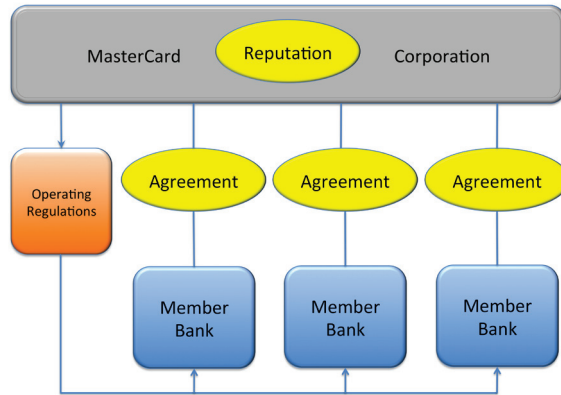 MasterCard Reputation Corporation
Operating
Regulations
Agreement Agreement Agreement
Member
Bank
Member
Bank
Member
Bank